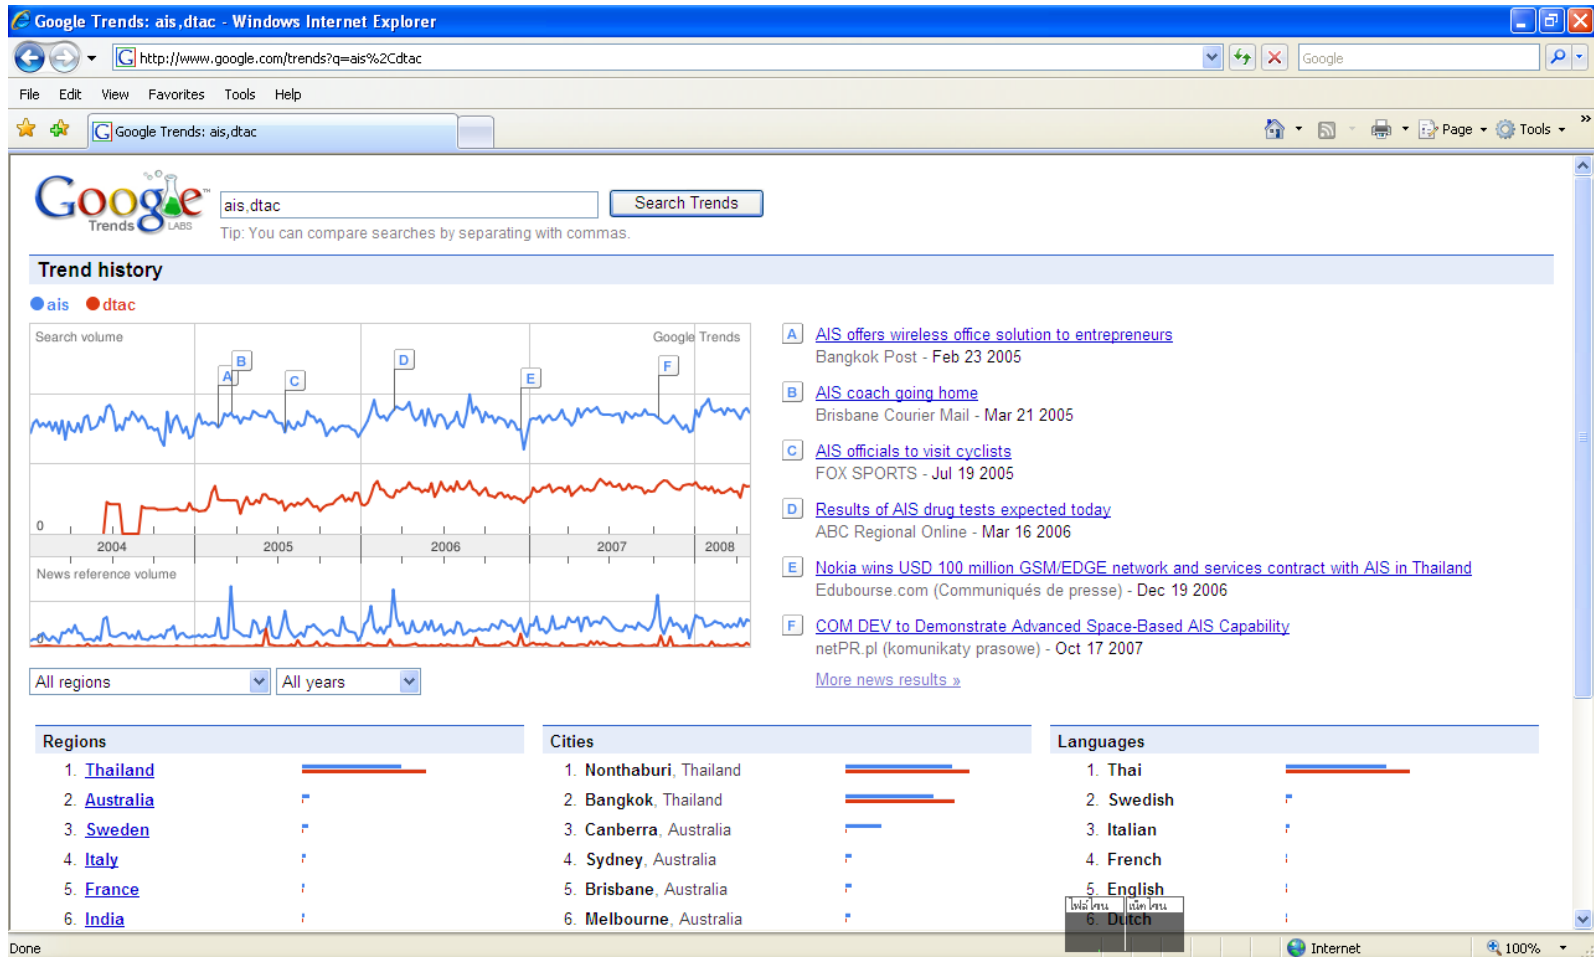 Google Trends: ais,dtac - Windows Internet Explorer
http://www.google.com/trends?q=ais%2Cdtac
Google
File Edit View Favorites Tools Help
Google Trends: ais,dtac
Page Tools
Google Trends LABS
ais,dtac
Search Trends
Tip: You can compare searches by separating with commas.
Trend history
ais dtac
Search volume
Google Trends
A
B
C
D
E
F
0
2004 2005 2006 2007 2008
News reference volume
0
A AIS offers wireless office solution to entrepreneurs
Bangkok Post - Feb 23 2005
B AIS coach going home
Brisbane Courier Mail - Mar 21 2005
C AIS officials to visit cyclists
FOX SPORTS - Jul 19 2005
D Results of AIS drug tests expected today
ABC Regional Online - Mar 16 2006
E Nokia wins USD 100 million GSM/EDGE network and services contract with AIS in Thailand
Edubourse.com (Communiqués de presse) - Dec 19 2006
F COM DEV to Demonstrate Advanced Space-Based AIS Capability
netPR.pl (komunikaty prasowe) - Oct 17 2007
More news results »
All regions
All years
Regions
1. Thailand
2. Australia
3. Sweden
4. Italy
5. France
6. India
Cities
1. Nonthaburi, Thailand
2. Bangkok, Thailand
3. Canberra, Australia
4. Sydney, Australia
5. Brisbane, Australia
6. Melbourne, Australia
Languages
1. Thai
2. Swedish
3. Italian
4. French
5. English
6. Dutch
Done
Internet
100%